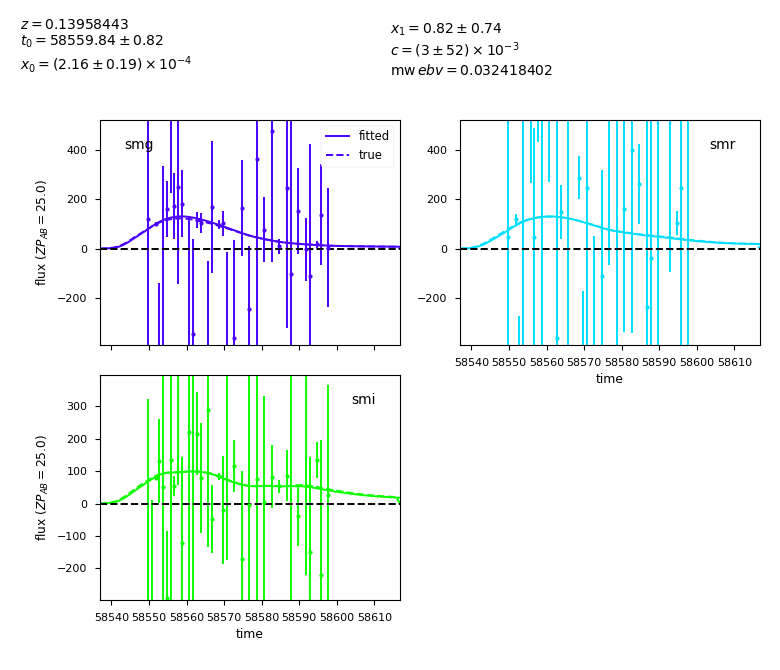 z = 0.13958443
t₀ = 58559.84 ± 0.82
x₀ = (2.16 ± 0.19) × 10⁻⁴
x₁ = 0.82 ± 0.74
c = (3 ± 52) × 10⁻³
mw ebv = 0.032418402
smg
fitted
true
400
200
0
−200
flux (ZP_AB = 25.0)
smr
400
200
0
−200
58540 58550 58560 58570 58580 58590 58600 58610
time
smi
300
200
100
0
−100
−200
flux (ZP_AB = 25.0)
58540 58550 58560 58570 58580 58590 58600 58610
time